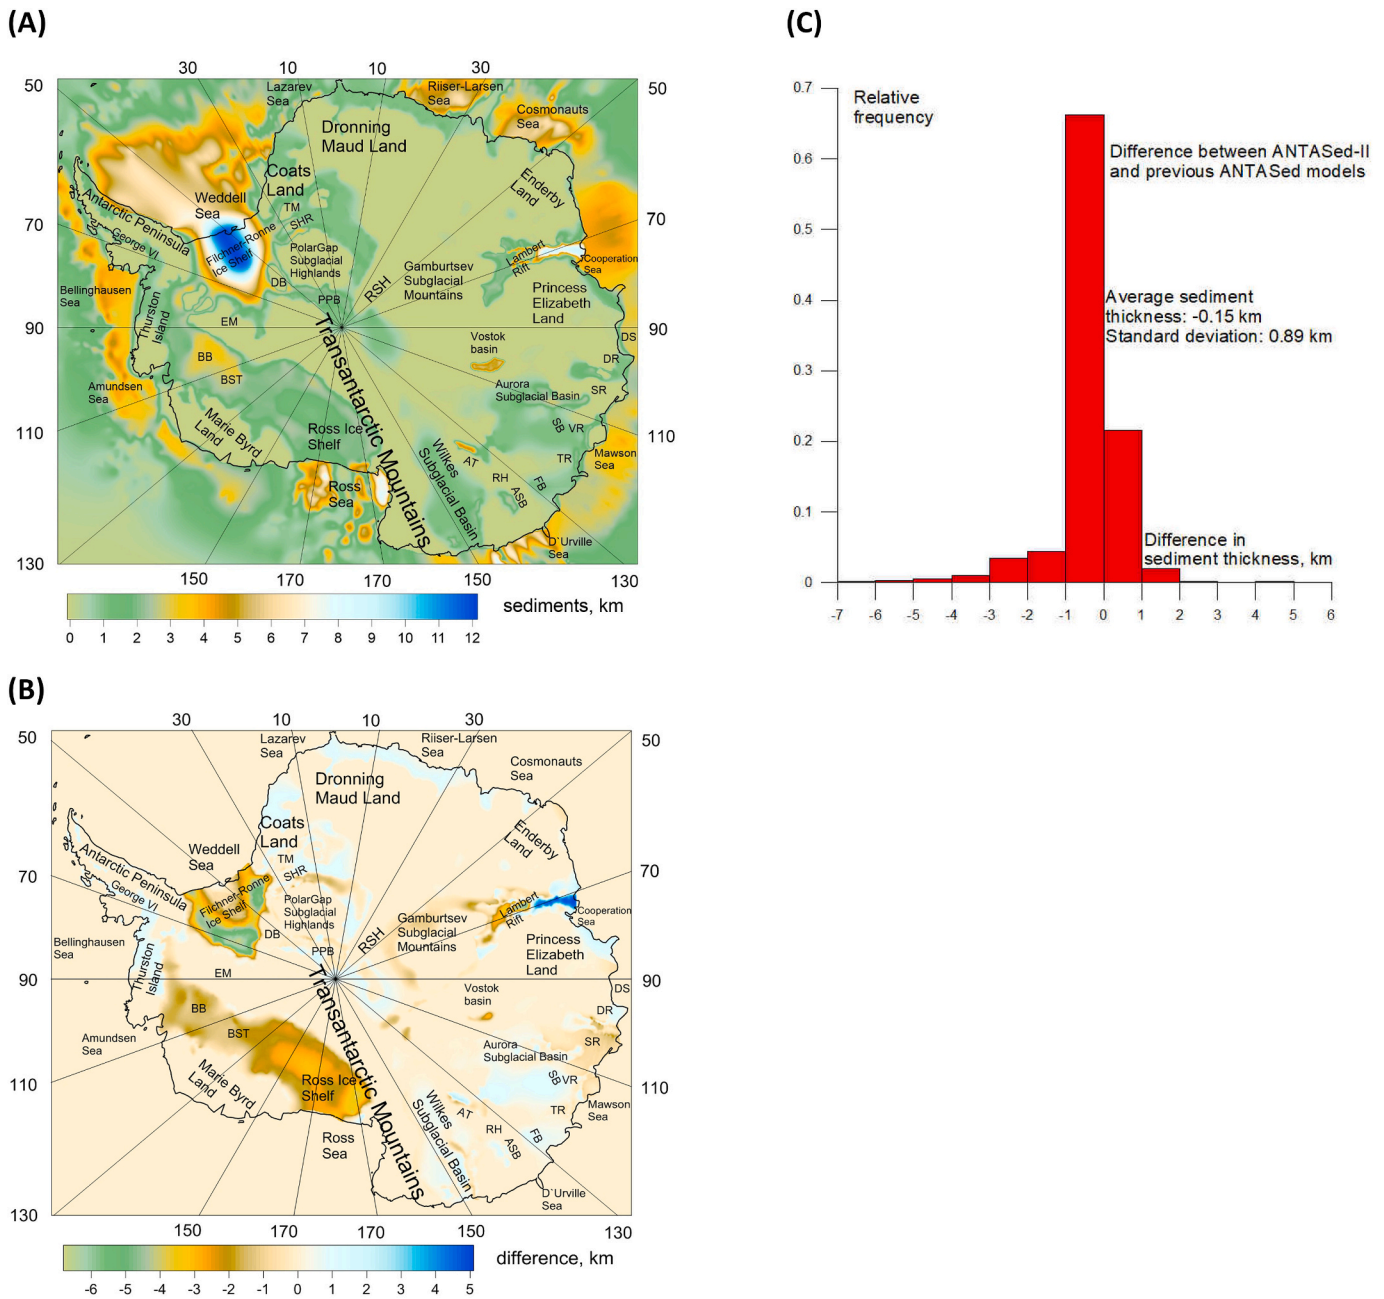 (A)
30 10 10 30
50 50
Lazarev
Sea
Riiser-Larsen
Sea
Cosmonauts
Sea
Dronning
Maud Land
Coats
Land
Enderby
Land
Weddell
Sea
TM
SHR
Antarctic Peninsula
George VI
70 70
Filchner-Ronne
Ice Shelf
PolarGap
Subglacial
Highlands
Lambert
Rift
Cooperation
Sea
Gamburtsev
Subglacial
Mountains
RSH
DB
PPB
Princess
Elizabeth
Land
Bellinghausen
Sea
Thurston
Island
EM
90 90
Transantarctic Mountains
Vostok
basin
DS
DR
BB
BST
Amundsen
Sea
Aurora
Subglacial Basin
SR
Marie Byrd
Land
Ross Ice
Shelf
SB VR
110 110
Wilkes
Subglacial Basin
AT
TR
Mawson
Sea
RH
ASB
FB
Ross
Sea
D`Urville
Sea
130 150 170 170 150 130
sediments, km
0 1 2 3 4 5 6 7 8 9 10 11 12
(B)
30 10 10 30
50 50
Lazarev
Sea
Riiser-Larsen
Sea
Cosmonauts
Sea
Dronning
Maud Land
Coats
Land
Enderby
Land
Weddell
Sea
TM
SHR
Antarctic Peninsula
George VI
70 70
Filchner-Ronne
Ice Shelf
PolarGap
Subglacial
Highlands
Lambert
Rift
Cooperation
Sea
Gamburtsev
Subglacial
Mountains
RSH
DB
PPB
Princess
Elizabeth
Land
Bellinghausen
Sea
Thurston
Island
EM
90 90
Transantarctic Mountains
Vostok
basin
DS
DR
BB
BST
Amundsen
Sea
Aurora
Subglacial Basin
SR
Marie Byrd
Land
Ross Ice
Shelf
SB VR
110 110
Wilkes
Subglacial Basin
AT
TR
Mawson
Sea
RH
ASB
FB
Ross
Sea
D`Urville
Sea
130 150 170 170 150 130
difference, km
-6 -5 -4 -3 -2 -1 0 1 2 3 4 5
(C)
0.7
0.6
0.5
0.4
0.3
0.2
0.1
0
Relative
frequency
Difference between ANTASed-II
and previous ANTASed models
Average sediment
thickness: -0.15 km
Standard deviation: 0.89 km
Difference in
sediment thickness, km
-7 -6 -5 -4 -3 -2 -1 0 1 2 3 4 5 6